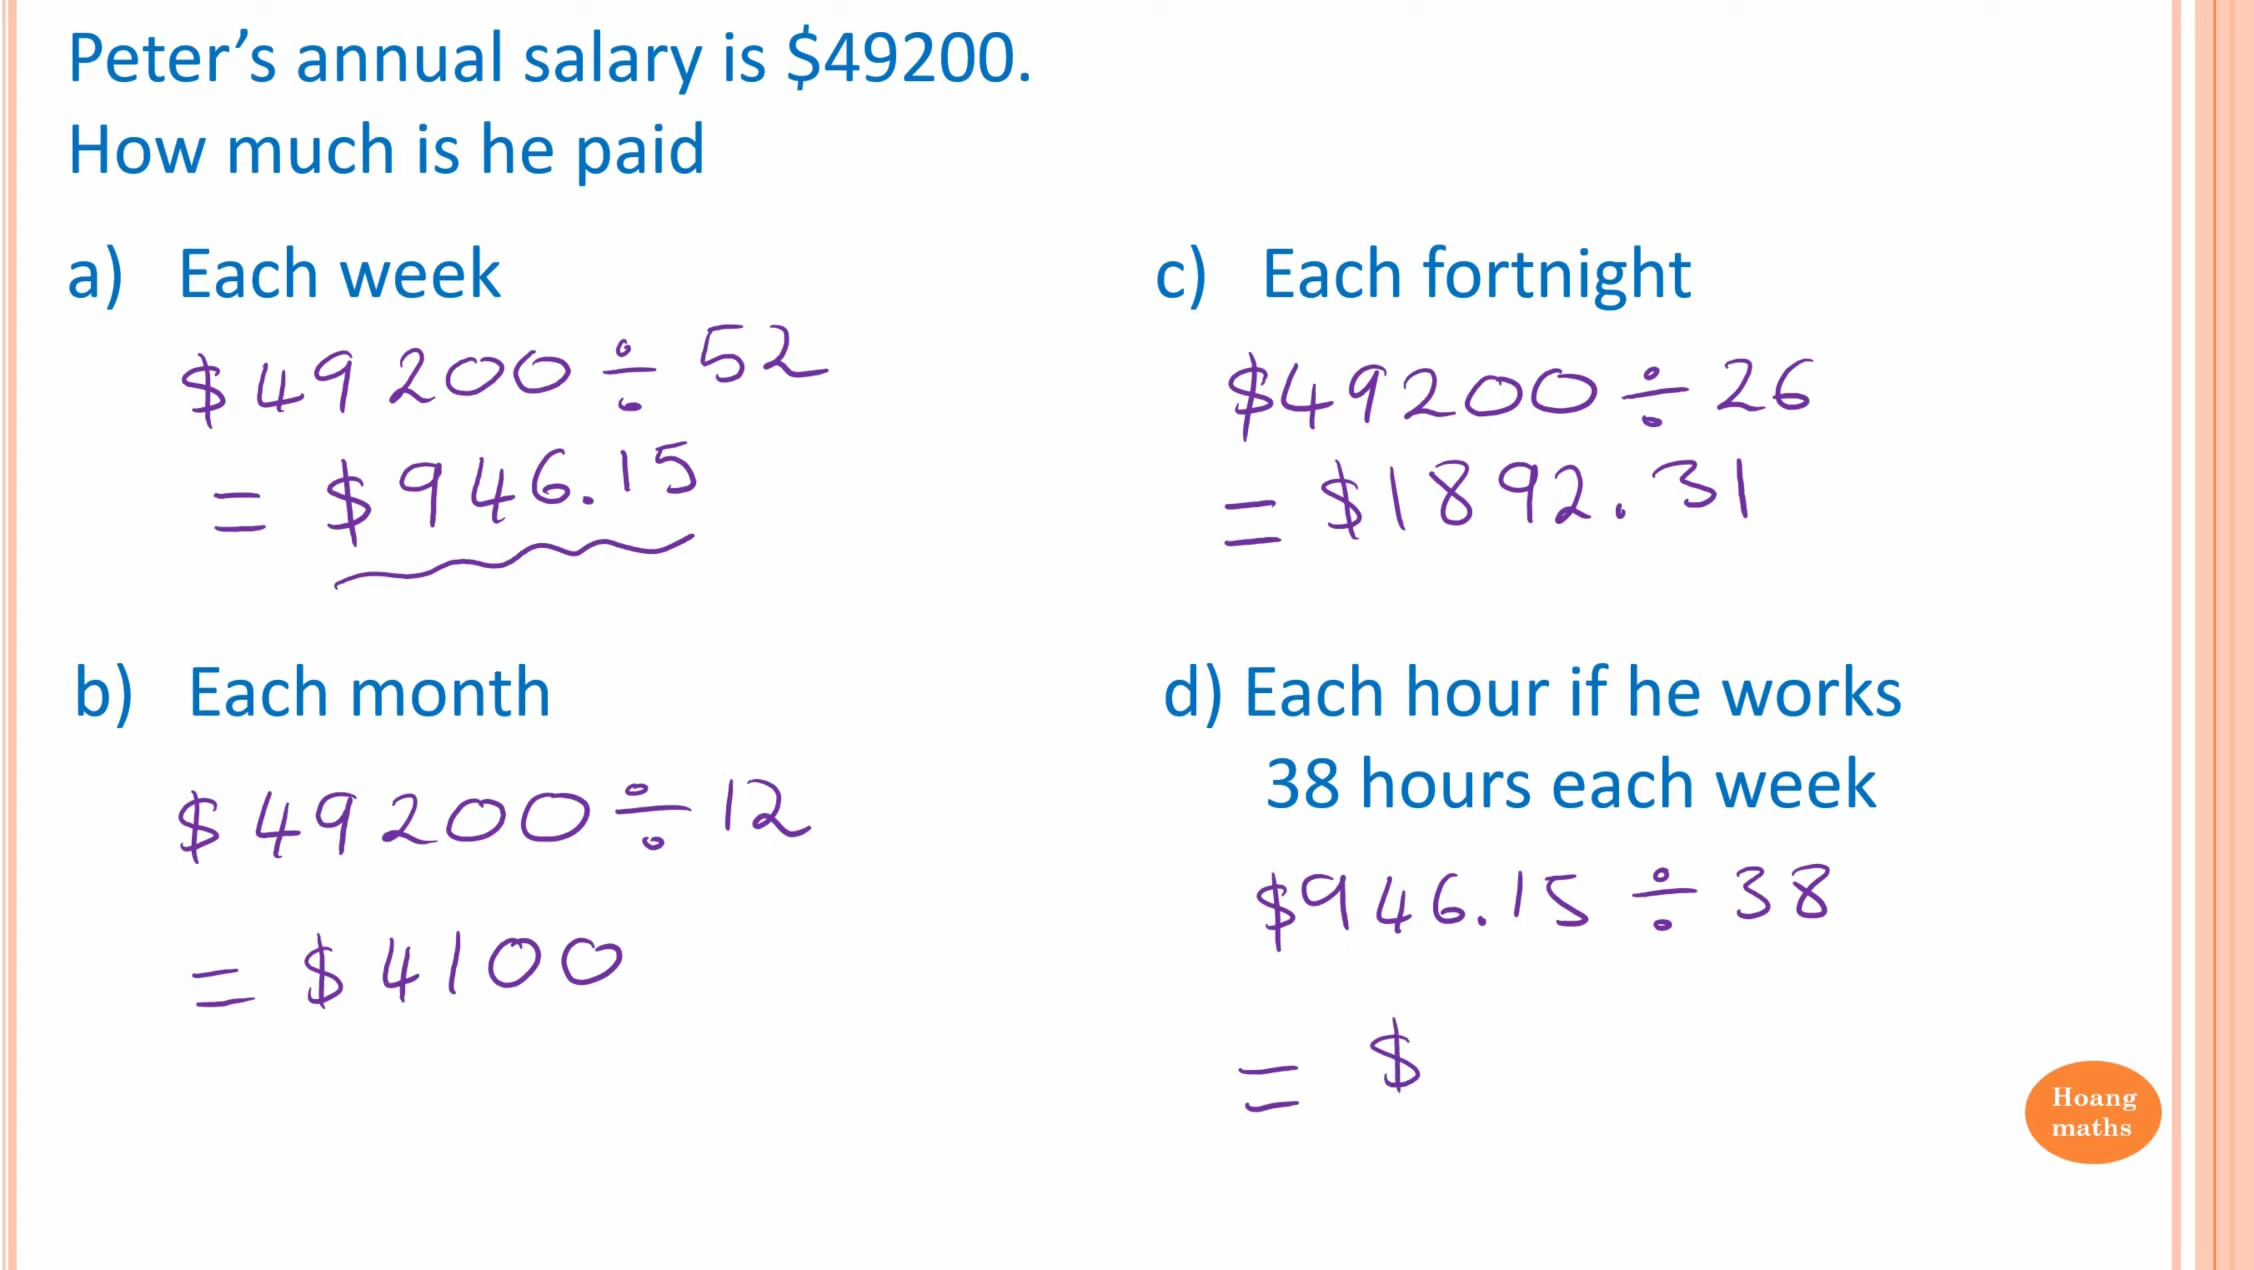 Peter’s annual salary is $49200.
How much is he paid
a) Each week
$49200 ÷ 52
= $946.15
b) Each month
$49200 ÷ 12
= $4100
c) Each fortnight
$49200 ÷ 26
= $1892.31
d) Each hour if he works
38 hours each week
$946.15 ÷ 38
= $
Hoang
maths